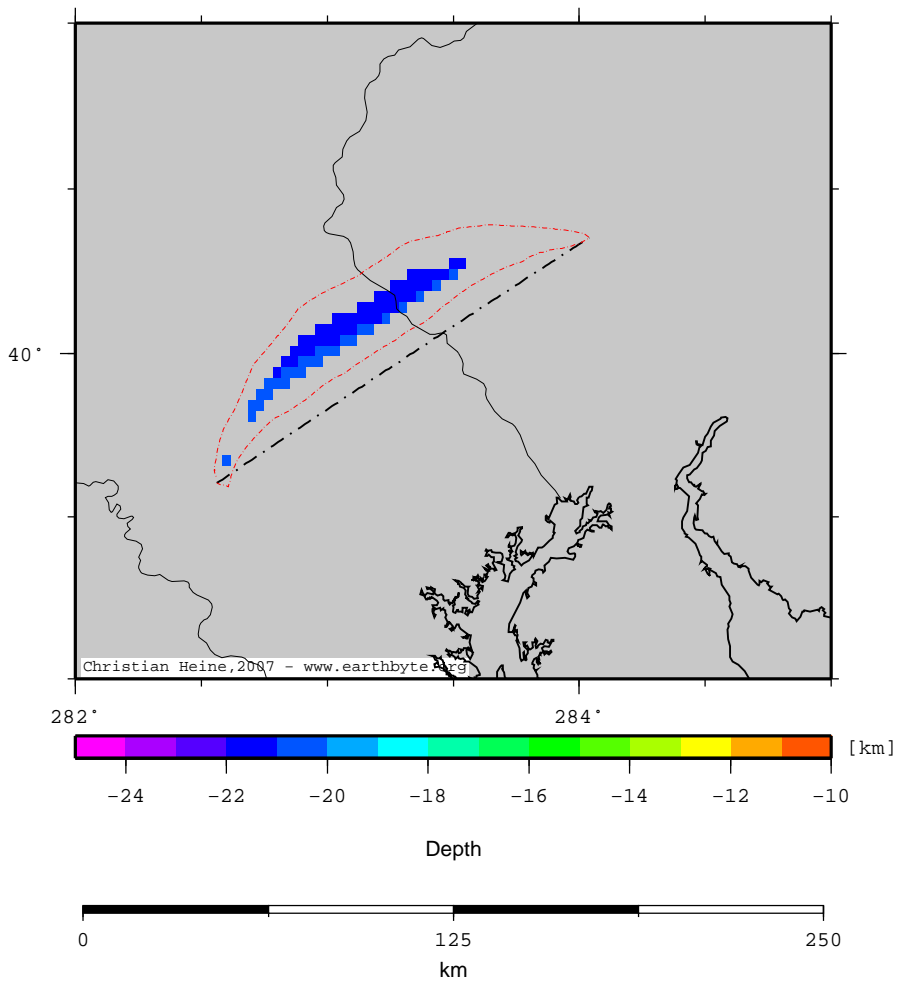 40°
Christian Heine,2007 - www.earthbyte.org
282° 284°
[km]
-24 -22 -20 -18 -16 -14 -12 -10
Depth
0 125 250
km